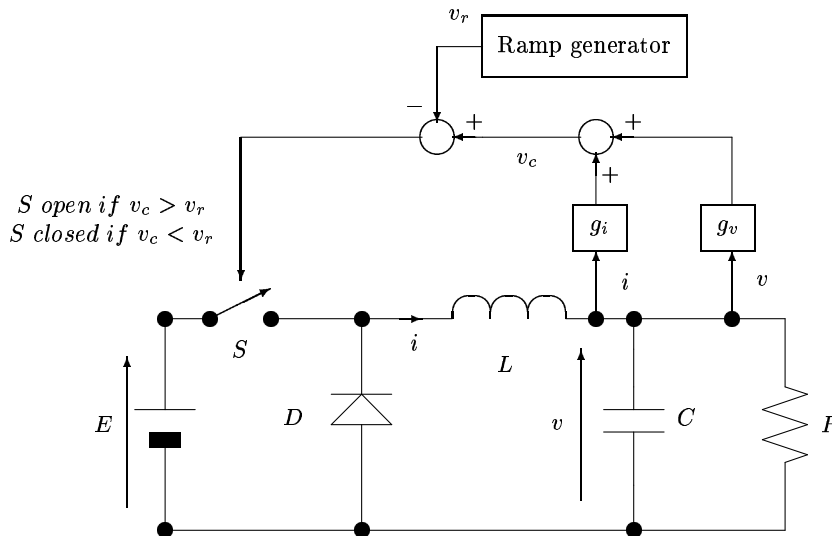 v_r
Ramp generator
−
+
+
v_c
+
S open if v_c > v_r
S closed if v_c < v_r
g_i
g_v
i
v
S
i
L
E
D
v
C